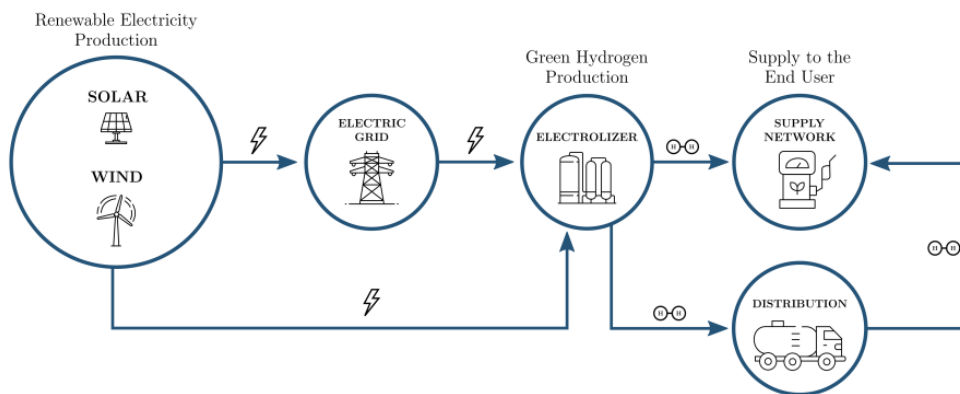 Renewable Electricity
Production
SOLAR
WIND
ELECTRIC
GRID
Green Hydrogen
Production
ELECTROLIZER
Supply to the
End User
SUPPLY
NETWORK
DISTRIBUTION
H H
H H
H H